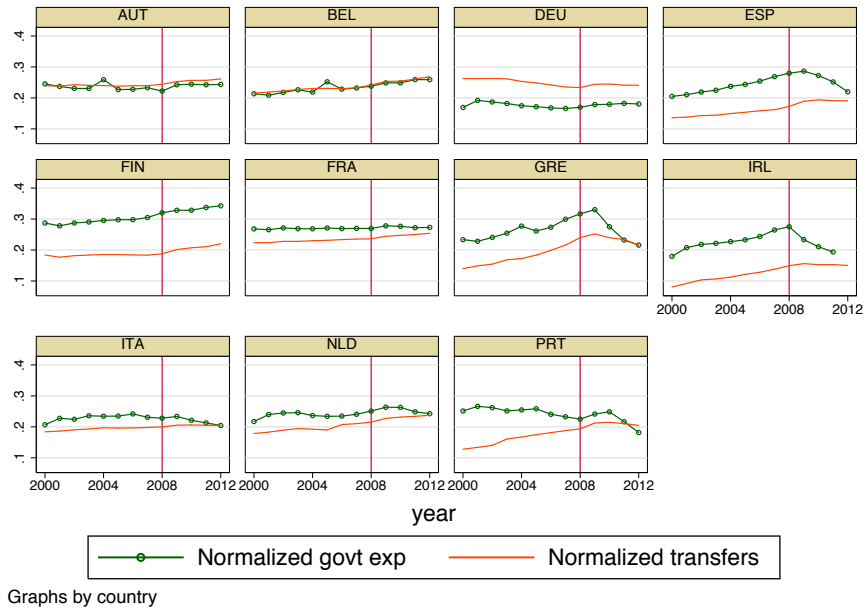 AUT BEL DEU ESP
.4
.3
.2
.1
FIN FRA GRE IRL
.4
.3
.2
.1
2000 2004 2008 2012
ITA NLD PRT
.4
.3
.2
.1
2000 2004 2008 2012 2000 2004 2008 2012 2000 2004 2008 2012
year
Normalized govt exp Normalized transfers
Graphs by country